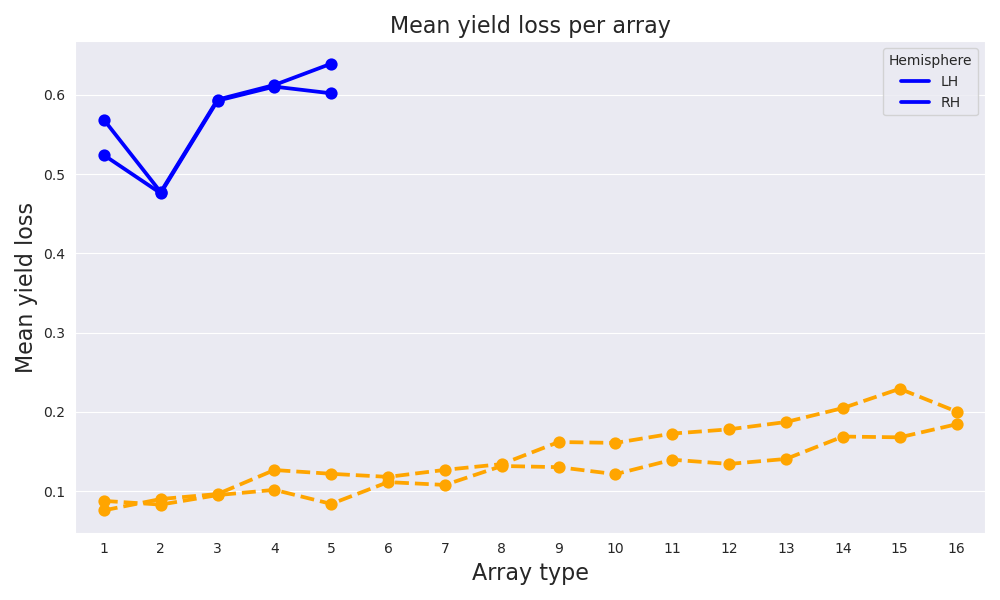 Mean yield loss per array
Hemisphere
LH
RH
0.6
0.5
0.4
0.3
0.2
0.1
Mean yield loss
1 2 3 4 5 6 7 8 9 10 11 12 13 14 15 16
Array type